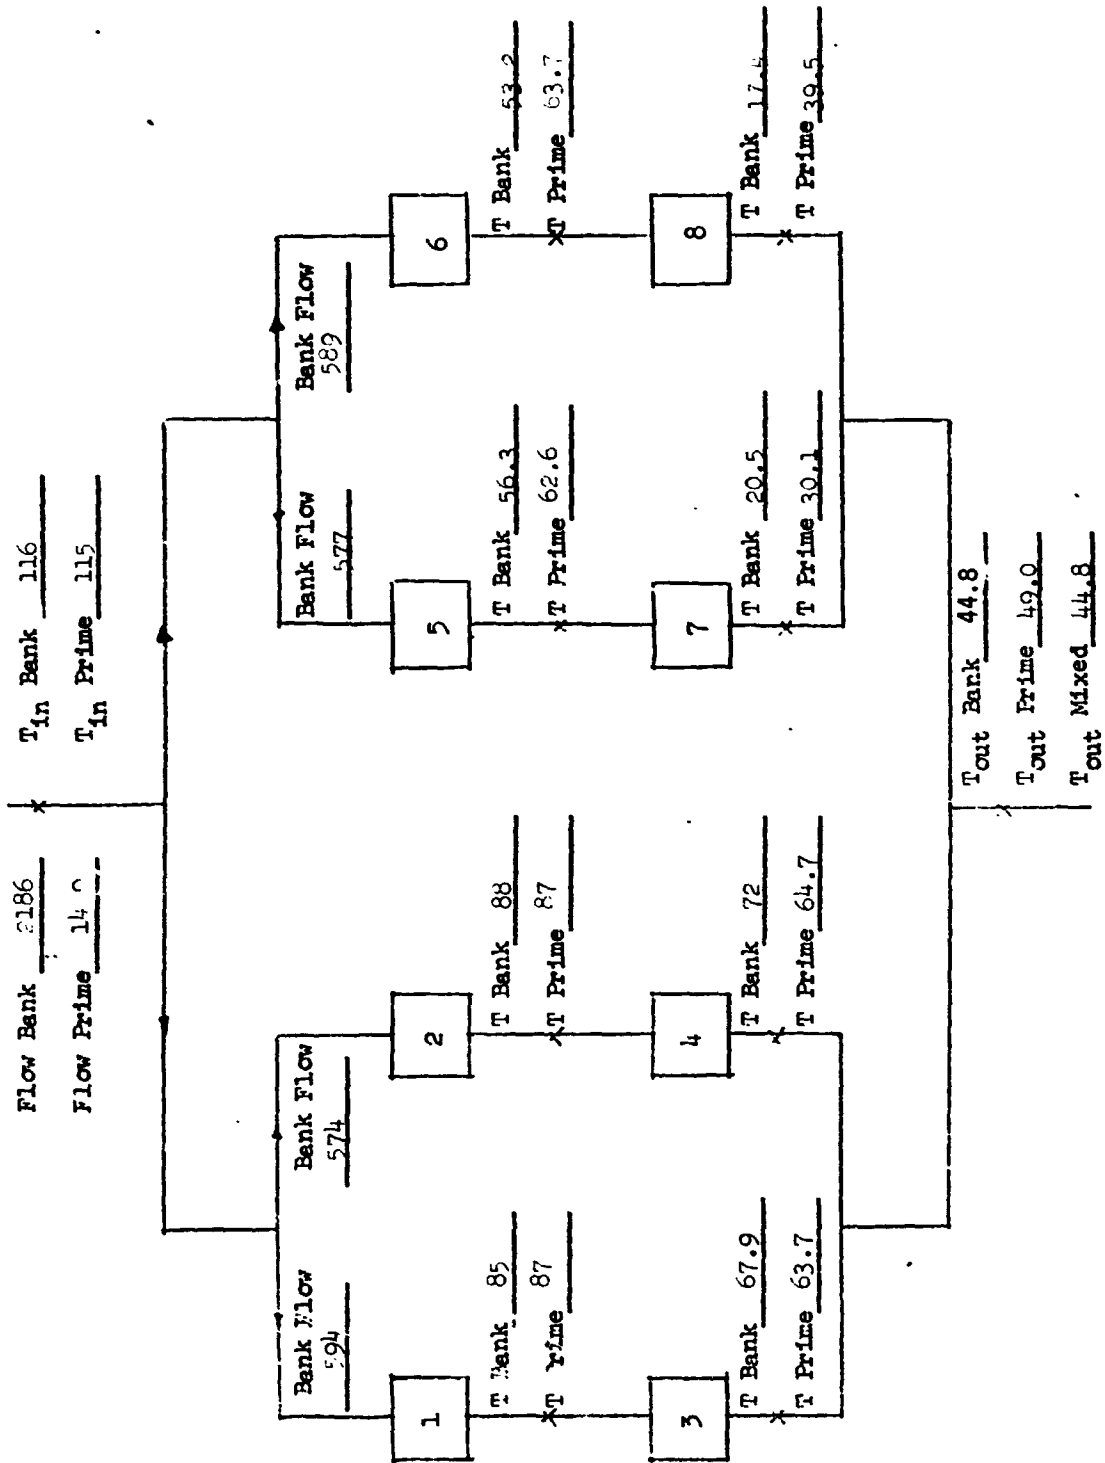 Flow Bank 2186
Flow Prime
T in Bank 116
T in Prime 115
Bank Flow
594
Bank Flow
574
Bank Flow
577
Bank Flow
589
1
2
5
6
T Bank 85
T 87
T Bank 88
T Prime 87
T Bank 56.3
T Prime 62.6
T Bank 53.2
T Prime 63.7
3
4
7
8
T Bank 67.9
T Prime 63.7
T Bank 72
T Prime 64.7
T Bank 20.5
T Prime 30.1
T Bank 17.4
T Prime 39.5
T out Bank 44.8
T out Prime 49.0
T out Mixed 44.8